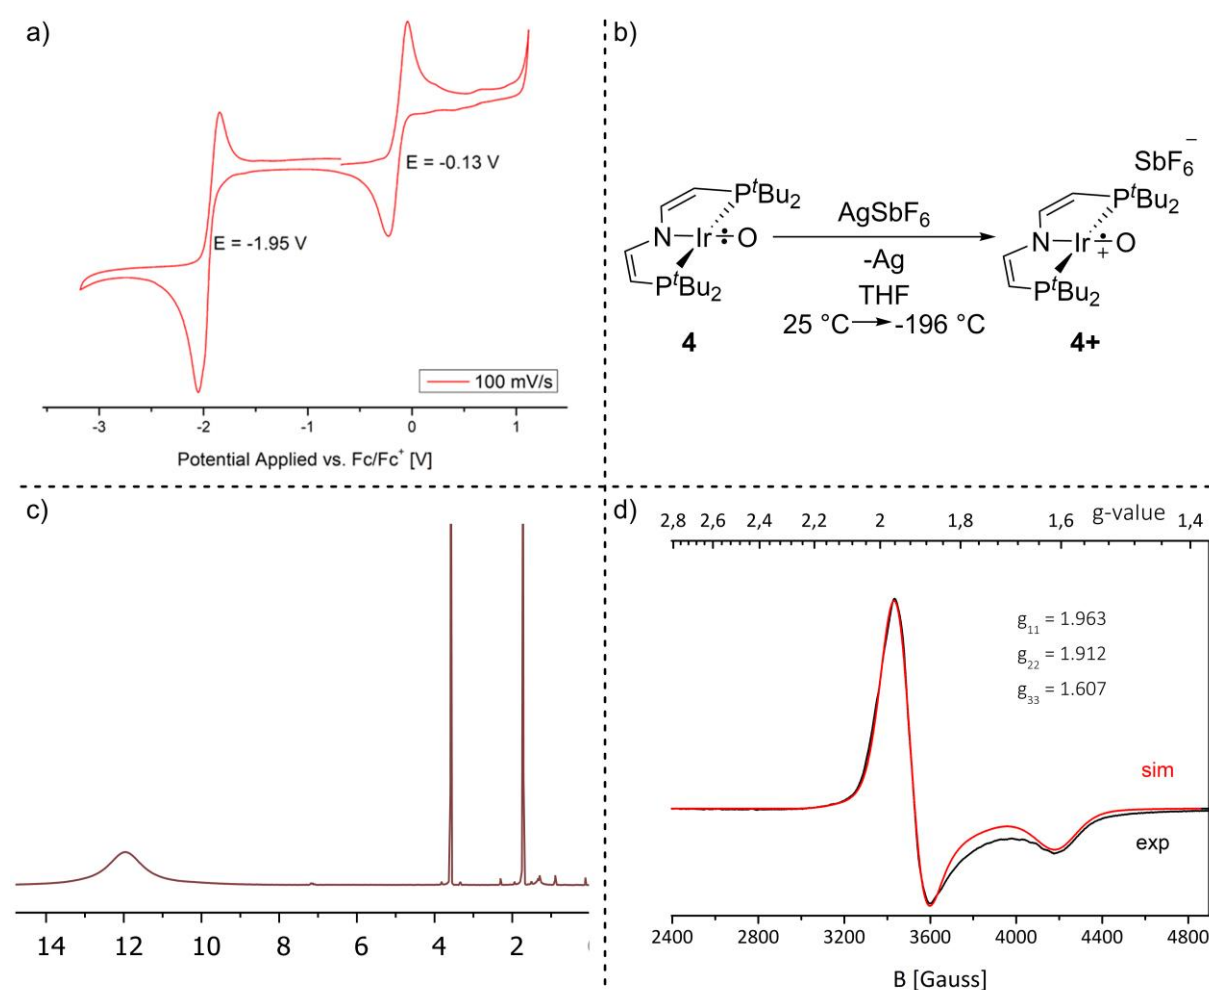 a)
E = -0.13 V
E = -1.95 V
100 mV/s
-3 -2 -1 0 1
Potential Applied vs. Fc/Fc+ [V]
b)
PtBu2
N Ir O
PtBu2
4
AgSbF6
-Ag
THF
25 °C → -196 °C
SbF6−
PtBu2
N Ir O
+
PtBu2
4+
c)
14 12 10 8 6 4 2
d)
2,8 2,6 2,4 2,2 2 1,8 1,6 1,4
g-value
g11 = 1.963
g22 = 1.912
g33 = 1.607
sim
exp
2400 2800 3200 3600 4000 4400 4800
B [Gauss]